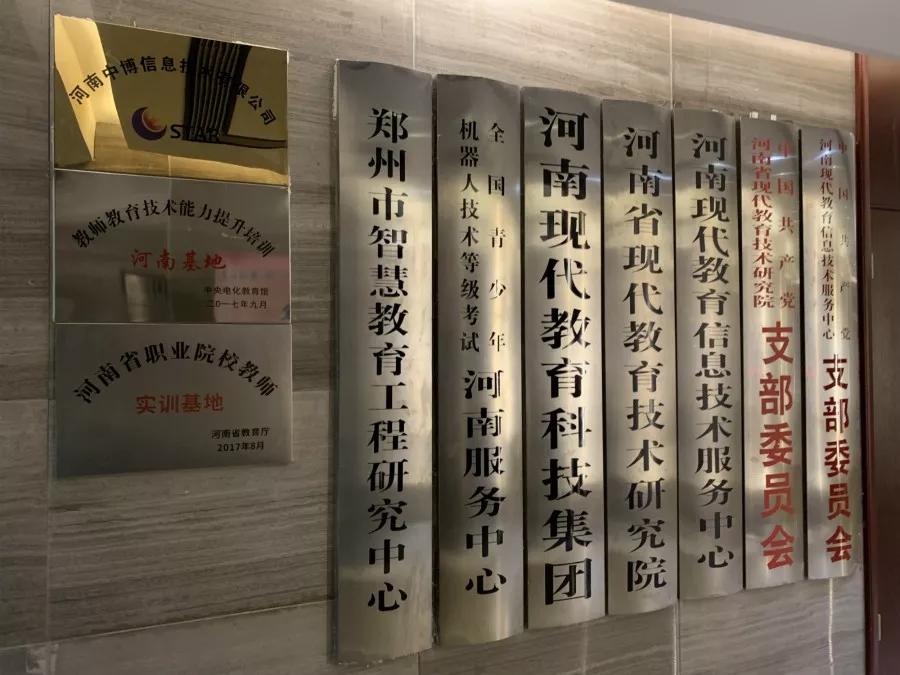 河南中博信息技术有限公司
STAR
教师教育技术能力提升培训
河南基地
中央电化教育馆
二〇一七年九月
河南省职业院校教师
实训基地
河南省教育厅
2017年8月
郑州市智慧教育工程研究中心
全国青少年
机器人技术等级考试
河南服务中心
河南现代教育科技集团
河南省现代教育技术研究院
河南现代教育信息技术服务中心
中国共产党
河南省现代教育技术研究院
支部委员会
中国共产党
河南现代教育信息技术服务中心
支部委员会